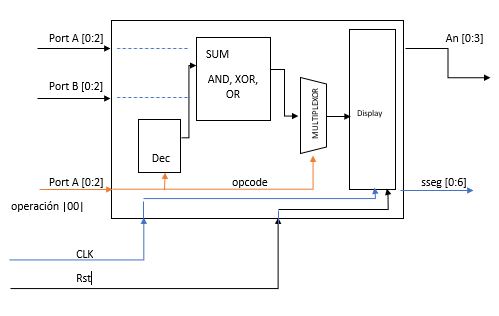 Port A [0:2]
An [0:3]
SUM
AND, XOR,
OR
Port B [0:2]
MULTIPLEXOR
Display
Dec
Port A [0:2]
opcode
sseg [0:6]
operación |00|
CLK
Rst